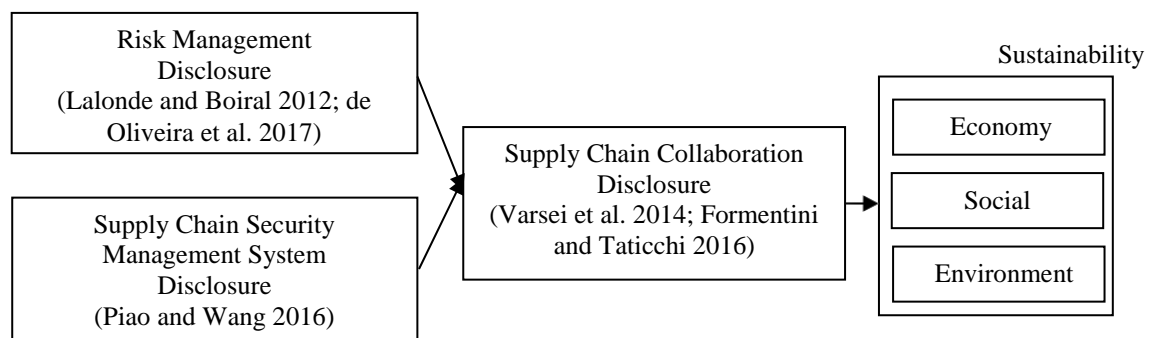 Risk Management
Disclosure
(Lalonde and Boiral 2012; de
Oliveira et al. 2017)
Supply Chain Security
Management System
Disclosure
(Piao and Wang 2016)
Supply Chain Collaboration
Disclosure
(Varsei et al. 2014; Formentini
and Taticchi 2016)
Sustainability
Economy
Social
Environment